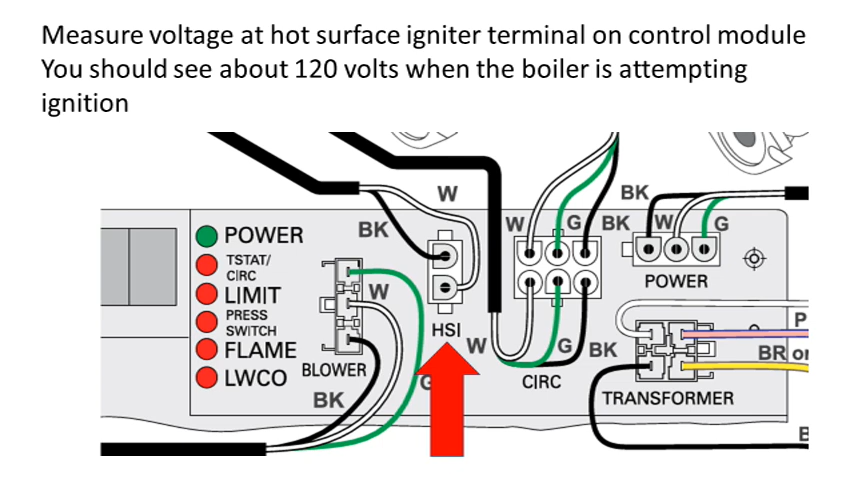 Measure voltage at hot surface igniter terminal on control module
You should see about 120 volts when the boiler is attempting
ignition
W
BK
BK
W
G
BK
W
G
POWER
TSTAT/
CIRC
LIMIT
PRESS
SWITCH
FLAME
LWCO
W
BLOWER
BK
G
HSI
W
G
BK
CIRC
POWER
P
BR or
TRANSFORMER
B